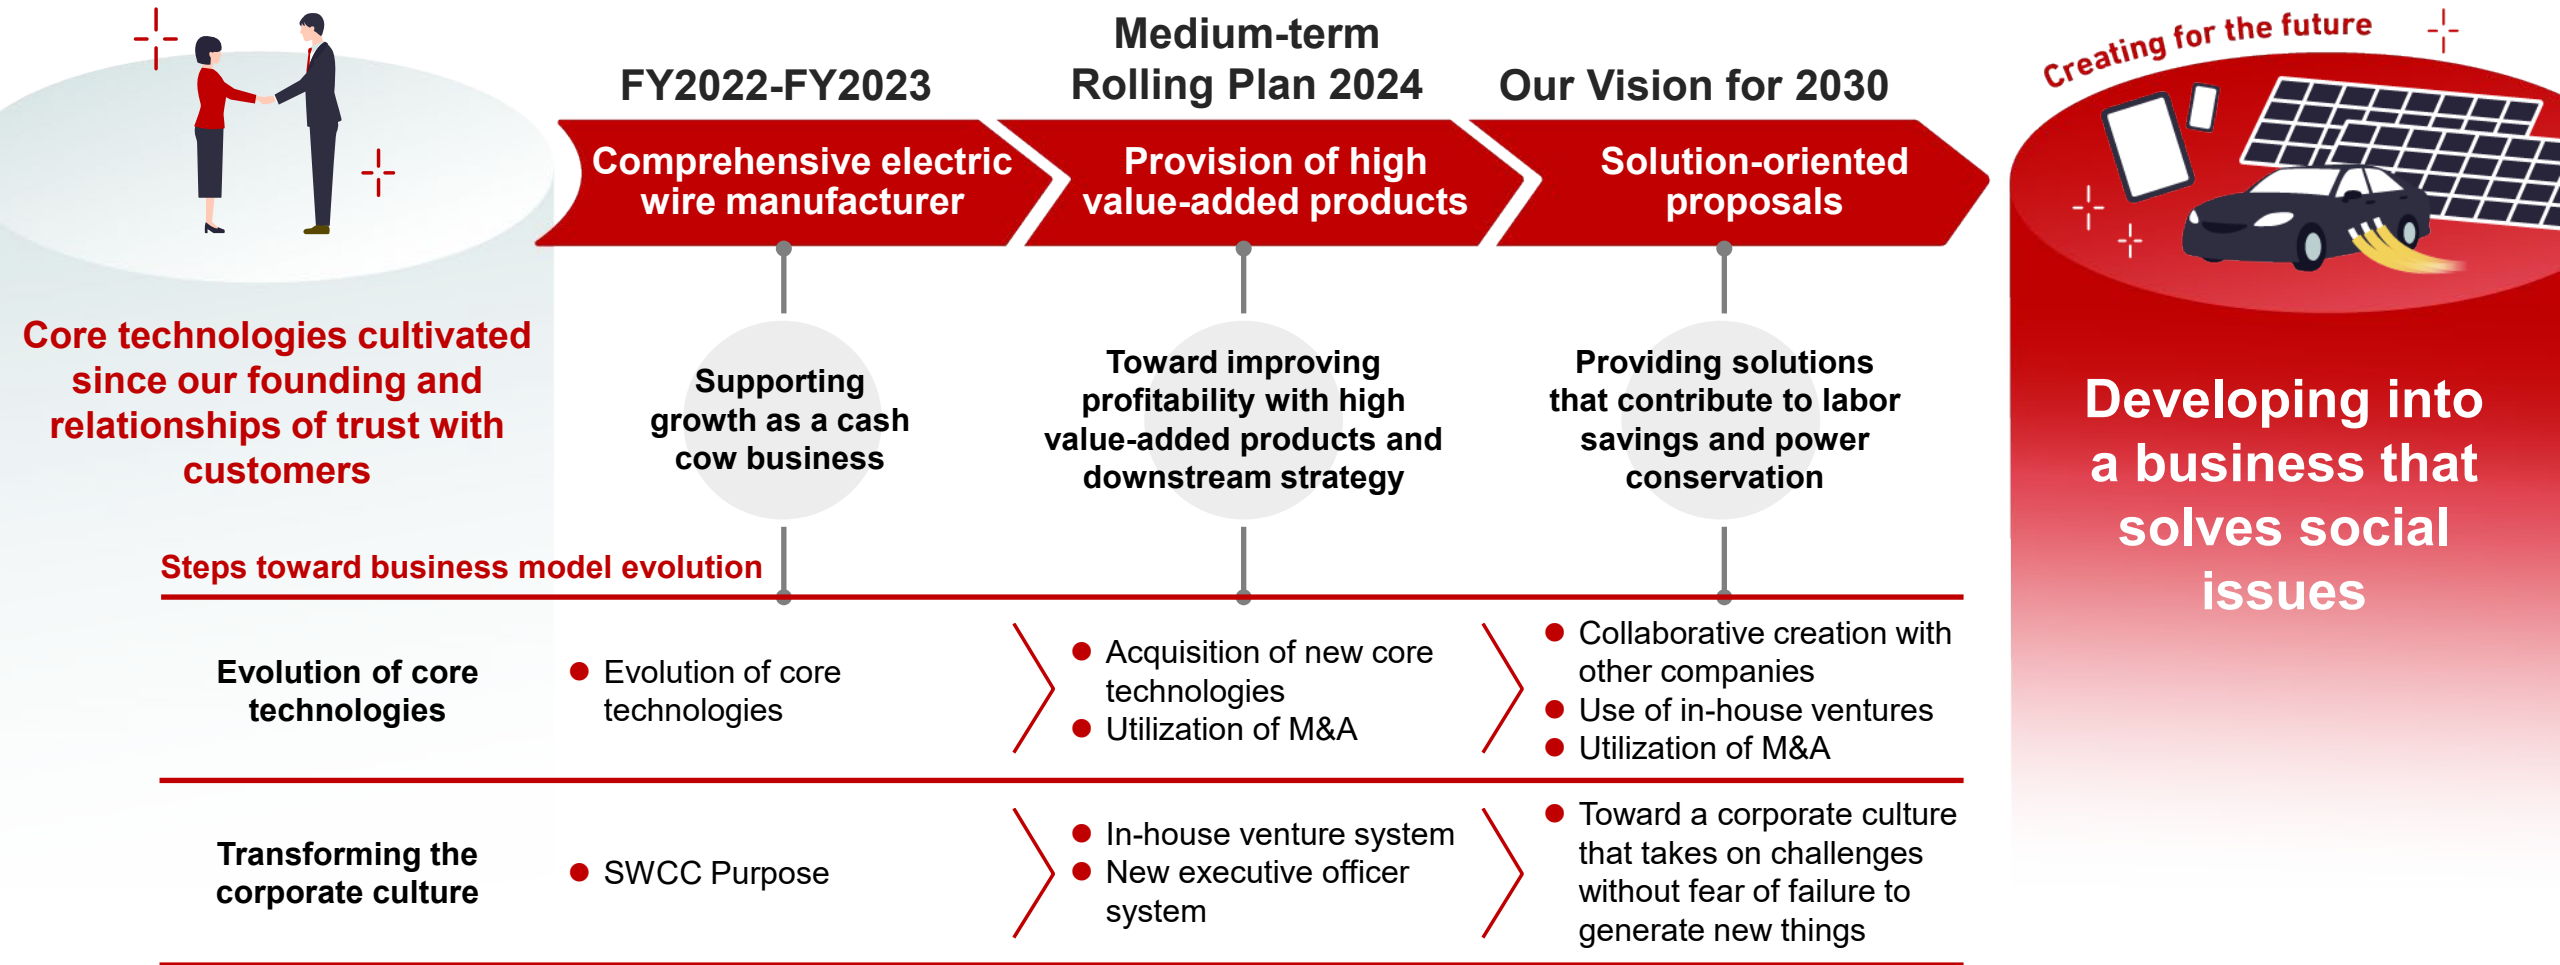 Creating for the future
Medium-term
Rolling Plan 2024
FY2022-FY2023
Our Vision for 2030
Comprehensive electric
wire manufacturer
Provision of high
value-added products
Solution-oriented
proposals
Core technologies cultivated
since our founding and
relationships of trust with
customers
Supporting
growth as a cash
cow business
Toward improving
profitability with high
value-added products and
downstream strategy
Providing solutions
that contribute to labor
savings and power
conservation
Developing into
a business that
solves social
issues
Steps toward business model evolution
Evolution of core
technologies
● Evolution of core
technologies
● Acquisition of new core
technologies
● Utilization of M&A
● Collaborative creation with
other companies
● Use of in-house ventures
● Utilization of M&A
Transforming the
corporate culture
● SWCC Purpose
● In-house venture system
● New executive officer
system
● Toward a corporate culture
that takes on challenges
without fear of failure to
generate new things